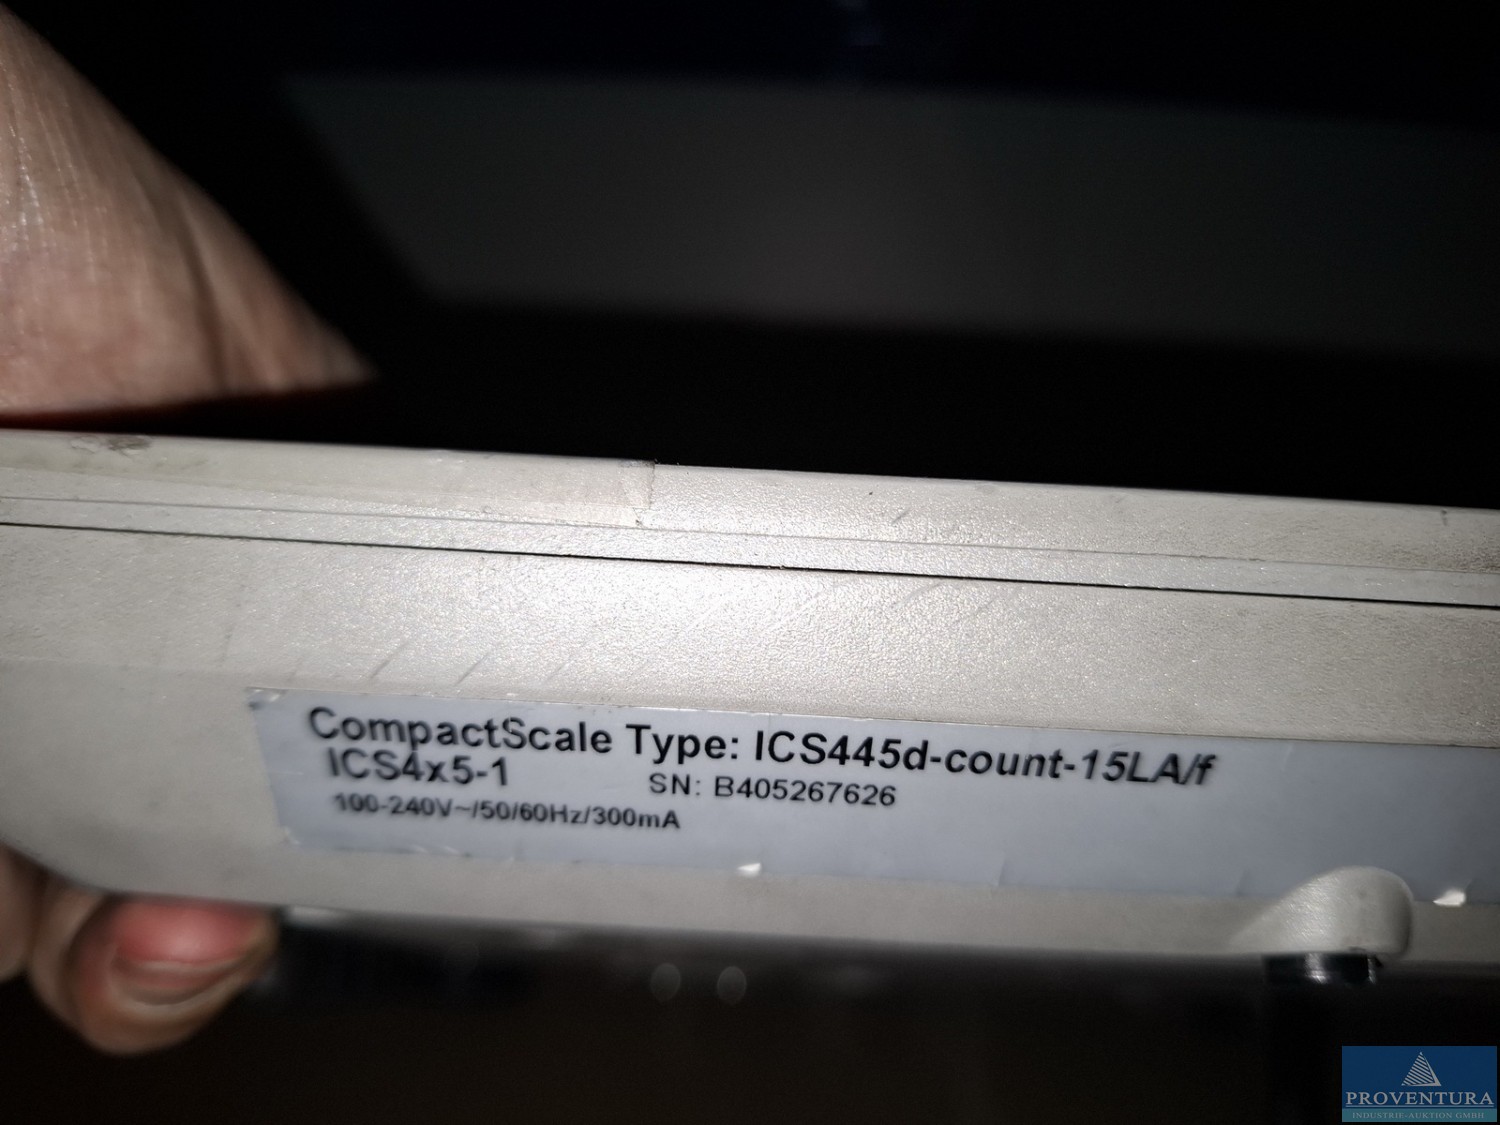 CompactScale Type: ICS445d-count-15LA/f
ICS4x5-1 SN: B405267626
100-240V~/50/60Hz/300mA
PROVENTURA
INDUSTRIE-AUKTION GMBH